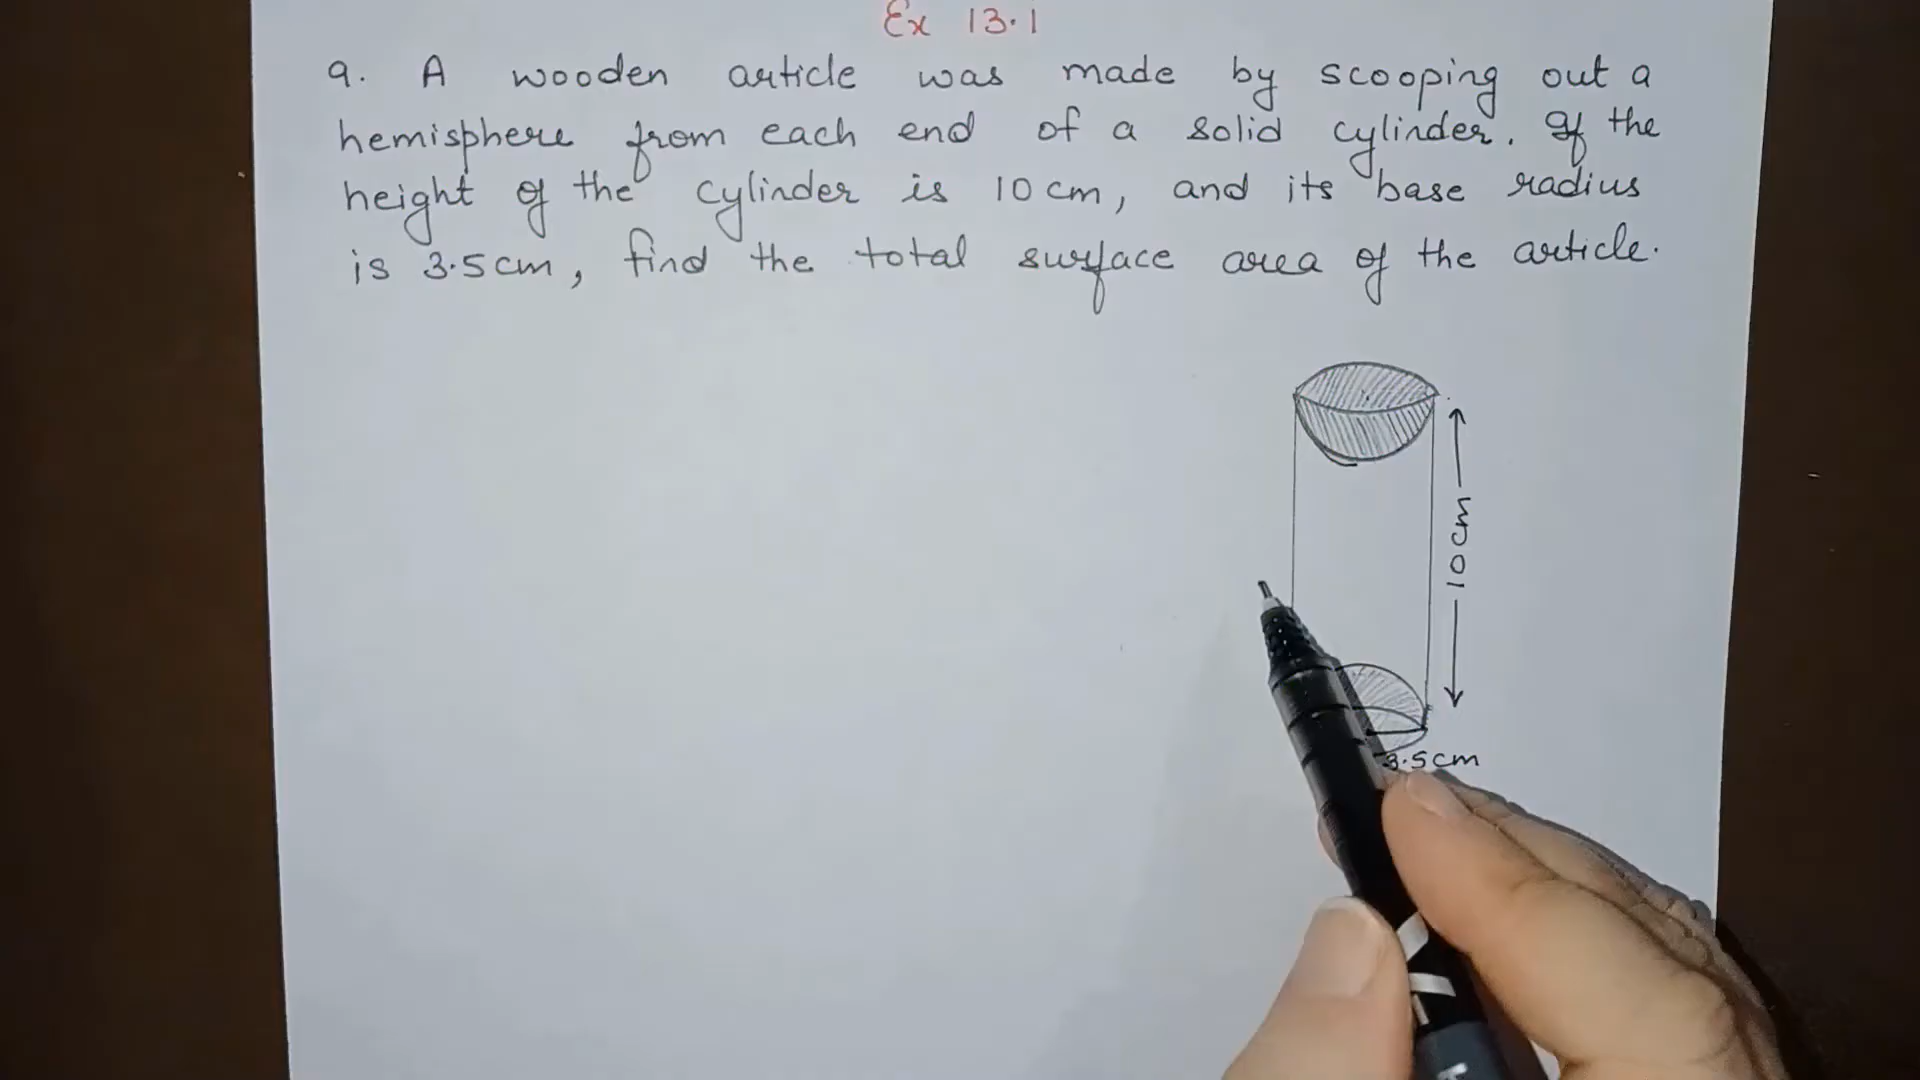 Ex 13.1
9. A wooden article was made by scooping out a
hemisphere from each end of a solid cylinder. If the
height of the cylinder is 10 cm, and its base radius
is 3.5 cm, find the total surface area of the article.
10cm
3.5cm